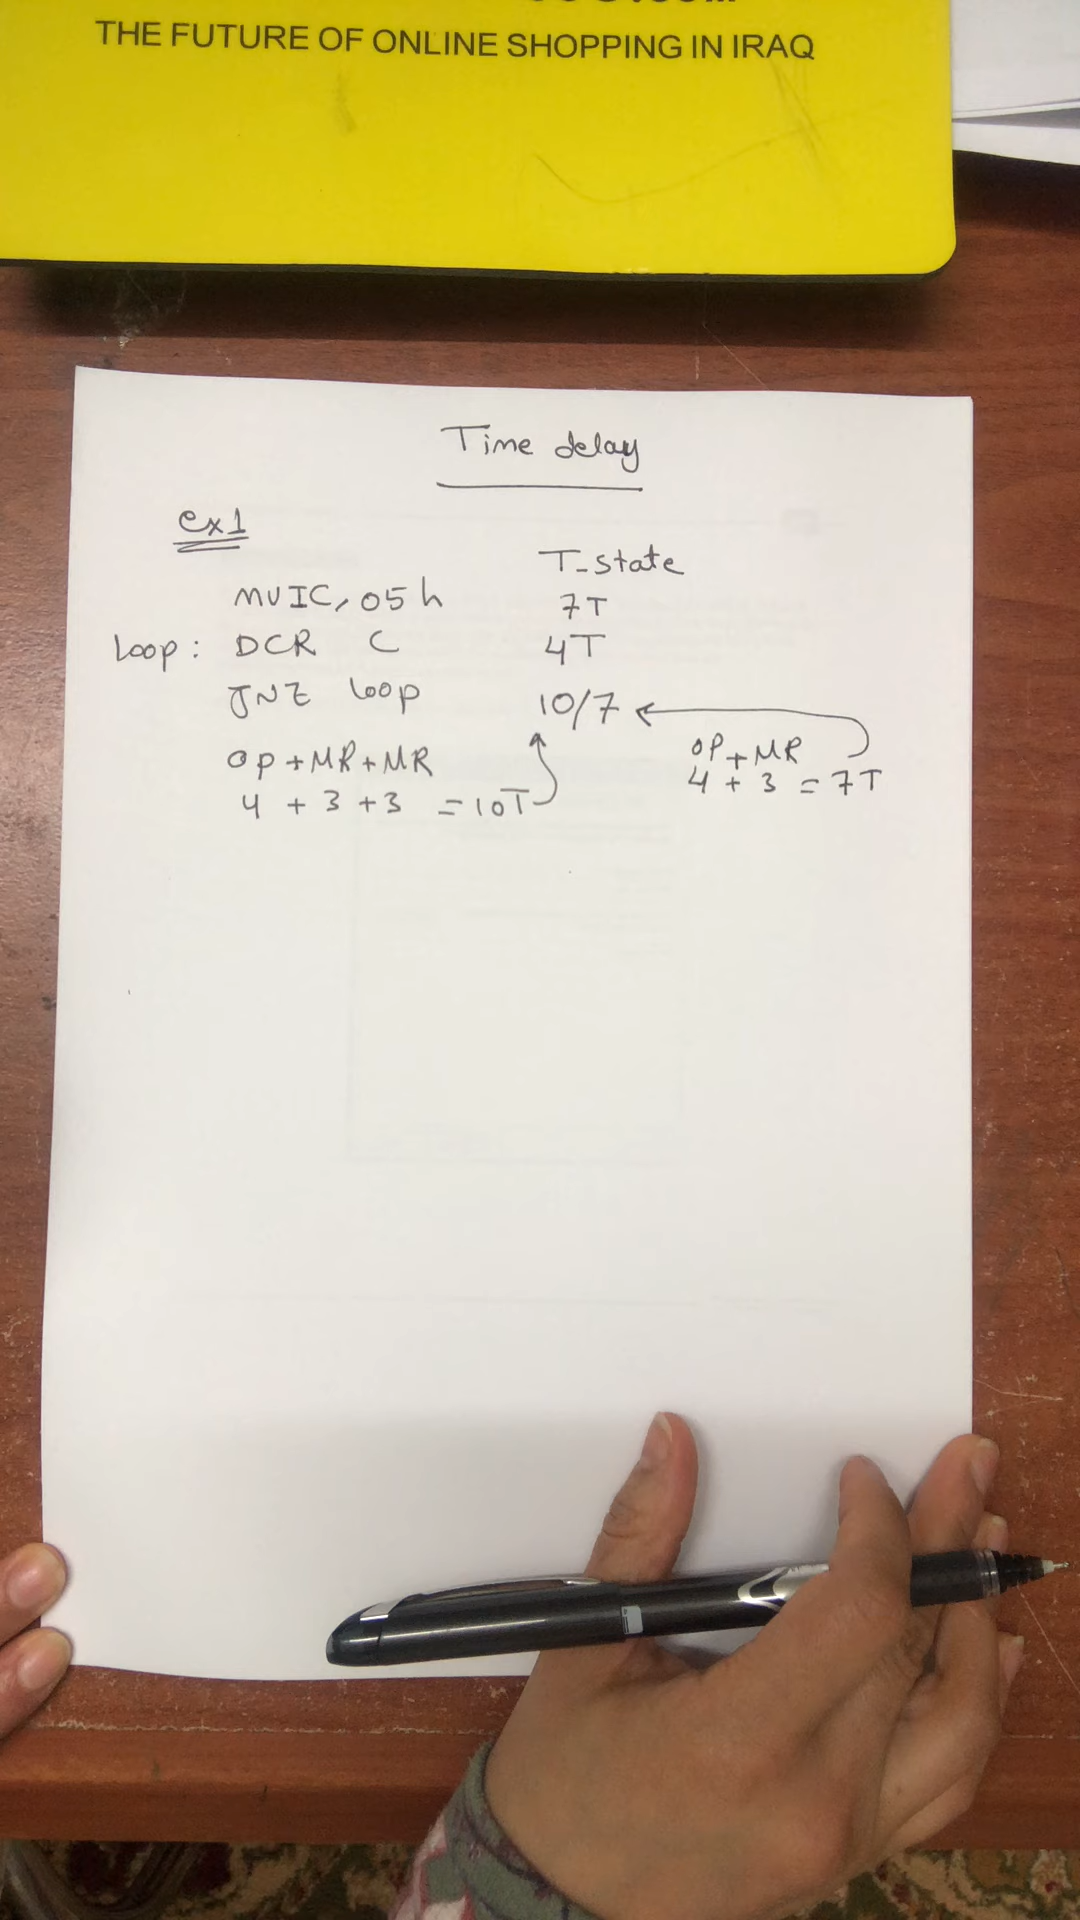 THE FUTURE OF ONLINE SHOPPING IN IRAQ
Time delay
ex1
T-state
MVIC, 05h 7T
Loop: DCR C 4T
JNZ loop 10/7
OP+MR+MR
4 + 3 + 3 = 10T
OP+MR
4 + 3 = 7T